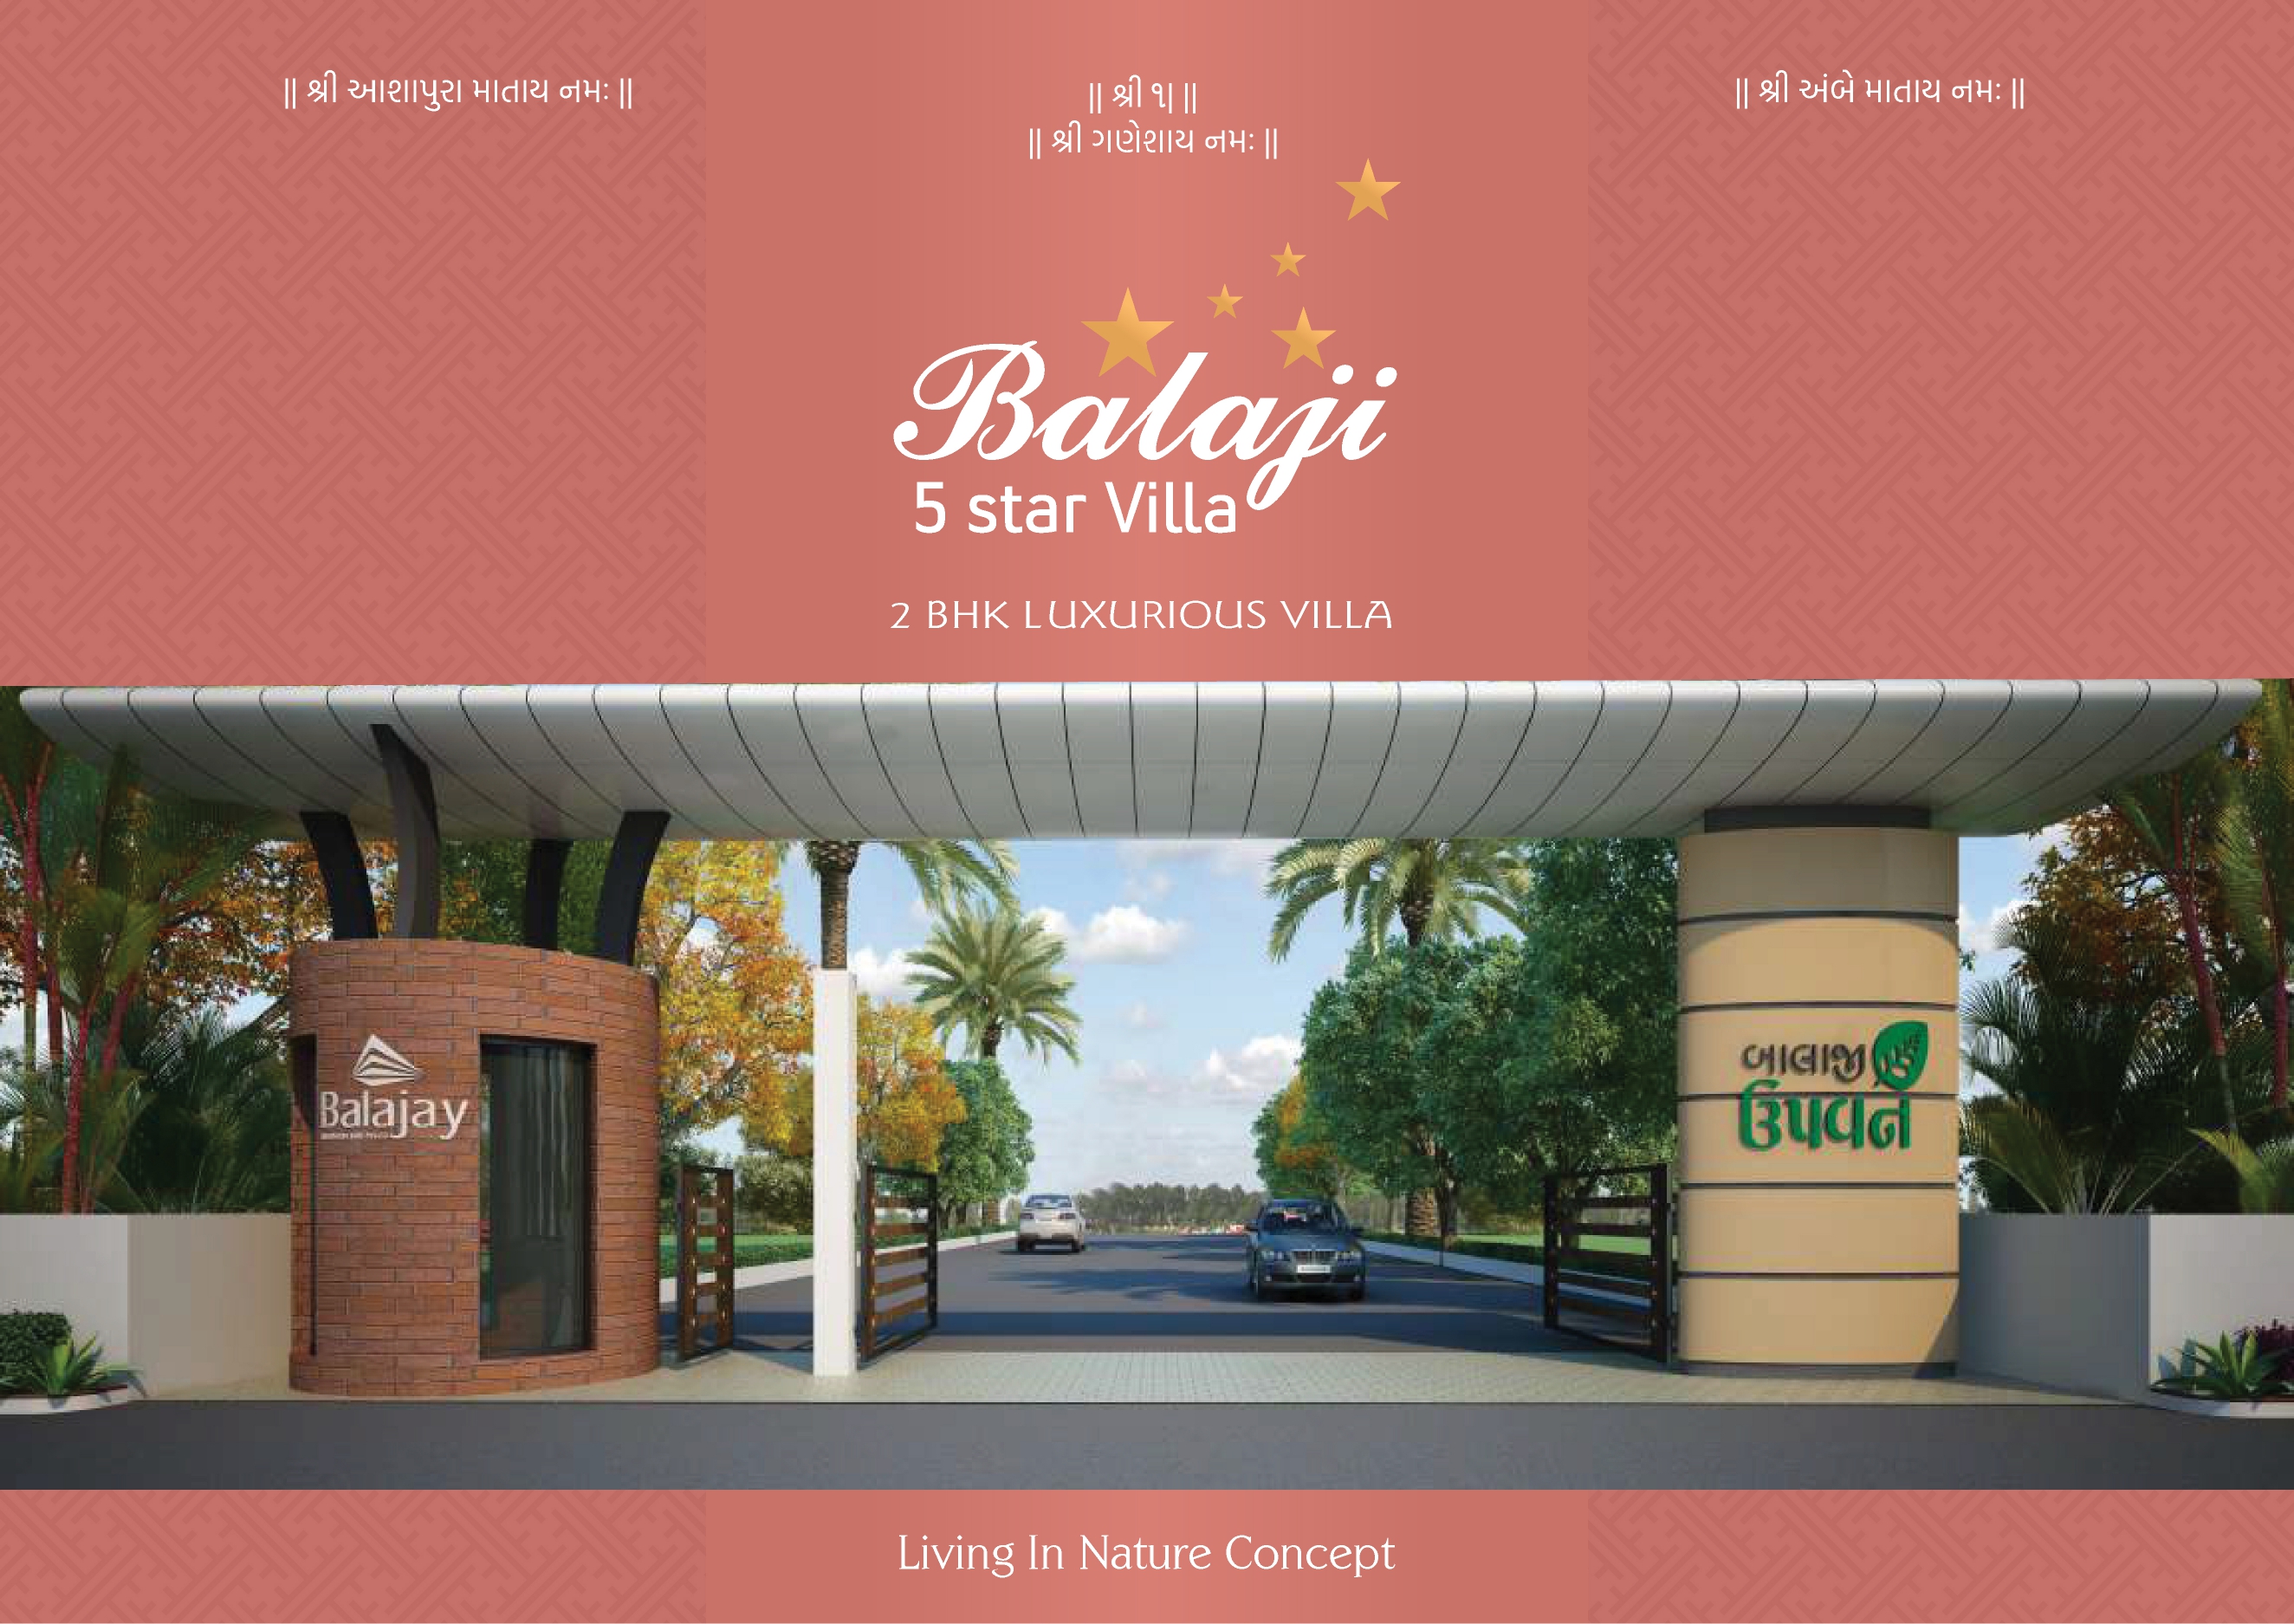 || શ્રી આશાપુરા માતાય નમઃ ||
|| શ્રી ૧| ||
|| શ્રી ગણેશાય નમઃ ||
|| શ્રી અંબે માતાય નમઃ ||
Balaji
5 star Villa
2 BHK LUXURIOUS VILLA
Balajay
બાલાજી
ઉપવન
Living In Nature Concept